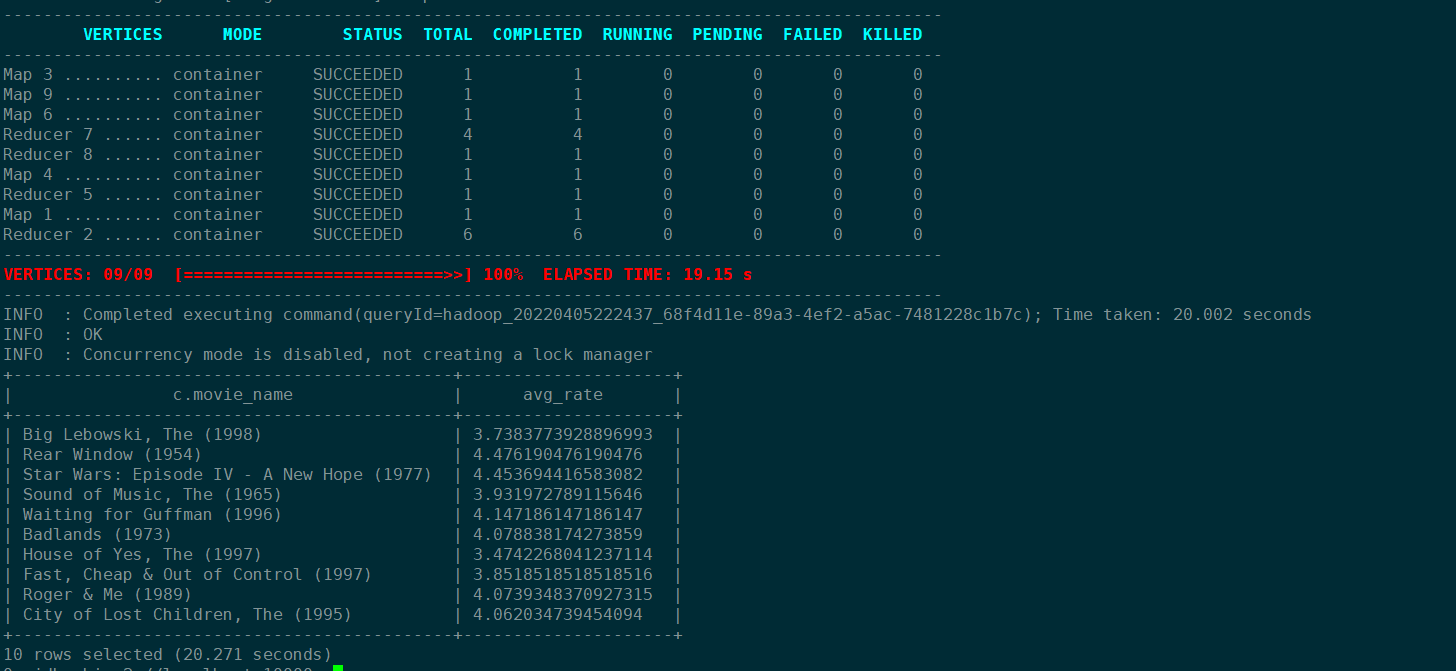 ----------------------------------------------------------------------------------------------
        VERTICES      MODE        STATUS  TOTAL  COMPLETED  RUNNING  PENDING  FAILED  KILLED
----------------------------------------------------------------------------------------------
Map 3 .......... container     SUCCEEDED      1          1        0        0       0       0
Map 9 .......... container     SUCCEEDED      1          1        0        0       0       0
Map 6 .......... container     SUCCEEDED      1          1        0        0       0       0
Reducer 7 ...... container     SUCCEEDED      4          4        0        0       0       0
Reducer 8 ...... container     SUCCEEDED      1          1        0        0       0       0
Map 4 .......... container     SUCCEEDED      1          1        0        0       0       0
Reducer 5 ...... container     SUCCEEDED      1          1        0        0       0       0
Map 1 .......... container     SUCCEEDED      1          1        0        0       0       0
Reducer 2 ...... container     SUCCEEDED      6          6        0        0       0       0
----------------------------------------------------------------------------------------------
VERTICES: 09/09  [==========================>>] 100%  ELAPSED TIME: 19.15 s
----------------------------------------------------------------------------------------------
INFO  : Completed executing command(queryId=hadoop_20220405222437_68f4d11e-89a3-4ef2-a5ac-7481228c1b7c); Time taken: 20.002 seconds
INFO  : OK
INFO  : Concurrency mode is disabled, not creating a lock manager
+--------------------------------------------+---------------------+
|                c.movie_name                |      avg_rate       |
+--------------------------------------------+---------------------+
| Big Lebowski, The (1998)                   | 3.7383773928896993  |
| Rear Window (1954)                         | 4.476190476190476   |
| Star Wars: Episode IV - A New Hope (1977)  | 4.453694416583082   |
| Sound of Music, The (1965)                 | 3.931972789115646   |
| Waiting for Guffman (1996)                 | 4.147186147186147   |
| Badlands (1973)                            | 4.078838174273859   |
| House of Yes, The (1997)                   | 3.4742268041237114  |
| Fast, Cheap & Out of Control (1997)        | 3.8518518518518516  |
| Roger & Me (1989)                          | 4.0739348370927315  |
| City of Lost Children, The (1995)          | 4.062034739454094   |
+--------------------------------------------+---------------------+
10 rows selected (20.271 seconds)